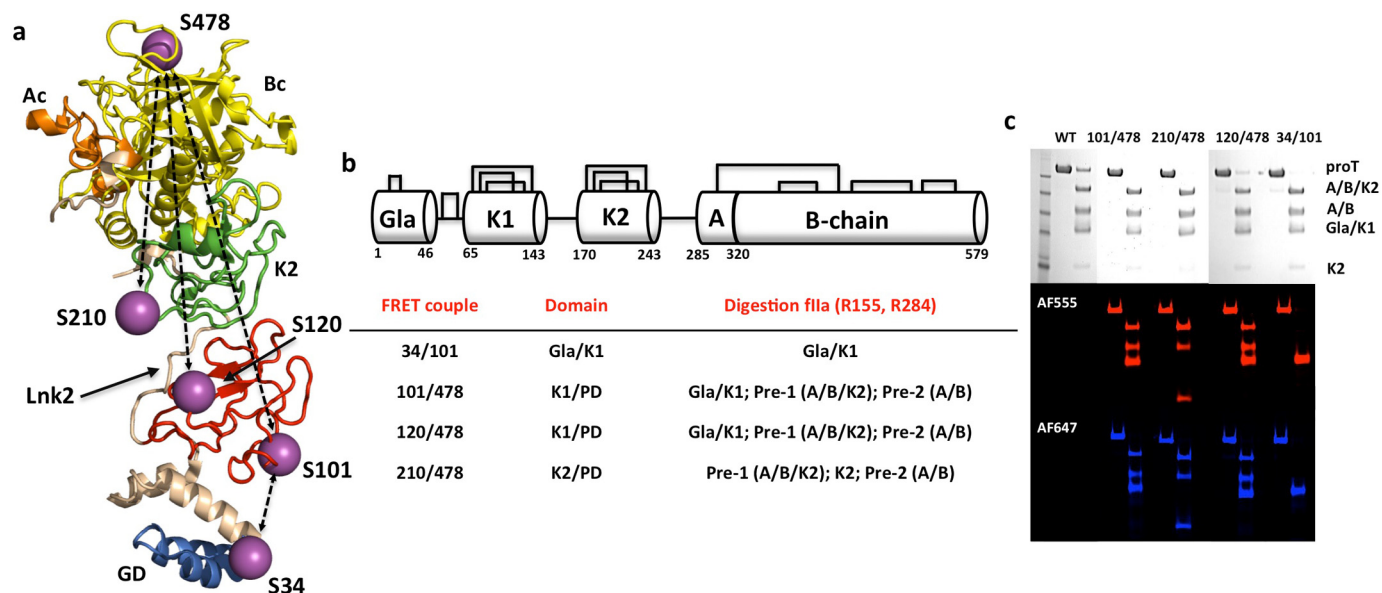 a
S478
Ac
Bc
K2
S210
S120
Lnk2
S101
GD
S34
b
Gla K1 K2 A B-chain
1 46 65 143 170 243 285 320 579
FRET couple Domain Digestion fIIa (R155, R284)
34/101 Gla/K1 Gla/K1
101/478 K1/PD Gla/K1; Pre-1 (A/B/K2); Pre-2 (A/B)
120/478 K1/PD Gla/K1; Pre-1 (A/B/K2); Pre-2 (A/B)
210/478 K2/PD Pre-1 (A/B/K2); K2; Pre-2 (A/B)
c
WT 101/478 210/478 120/478 34/101
proT
A/B/K2
A/B
Gla/K1
K2
AF555
AF647